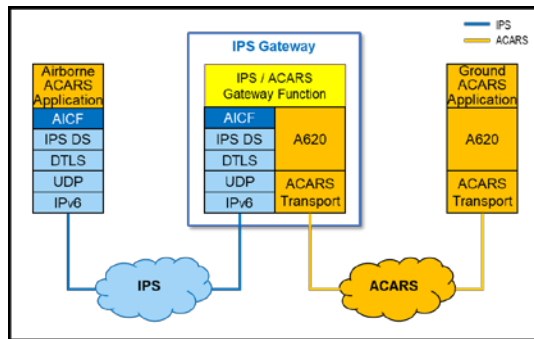 IPS Gateway
IPS
ACARS
Airborne
ACARS
Application
AICF
IPS DS
DTLS
UDP
IPv6
IPS / ACARS
Gateway Function
AICF
IPS DS
DTLS
UDP
IPv6
A620
ACARS
Transport
Ground
ACARS
Application
A620
ACARS
Transport
IPS
ACARS